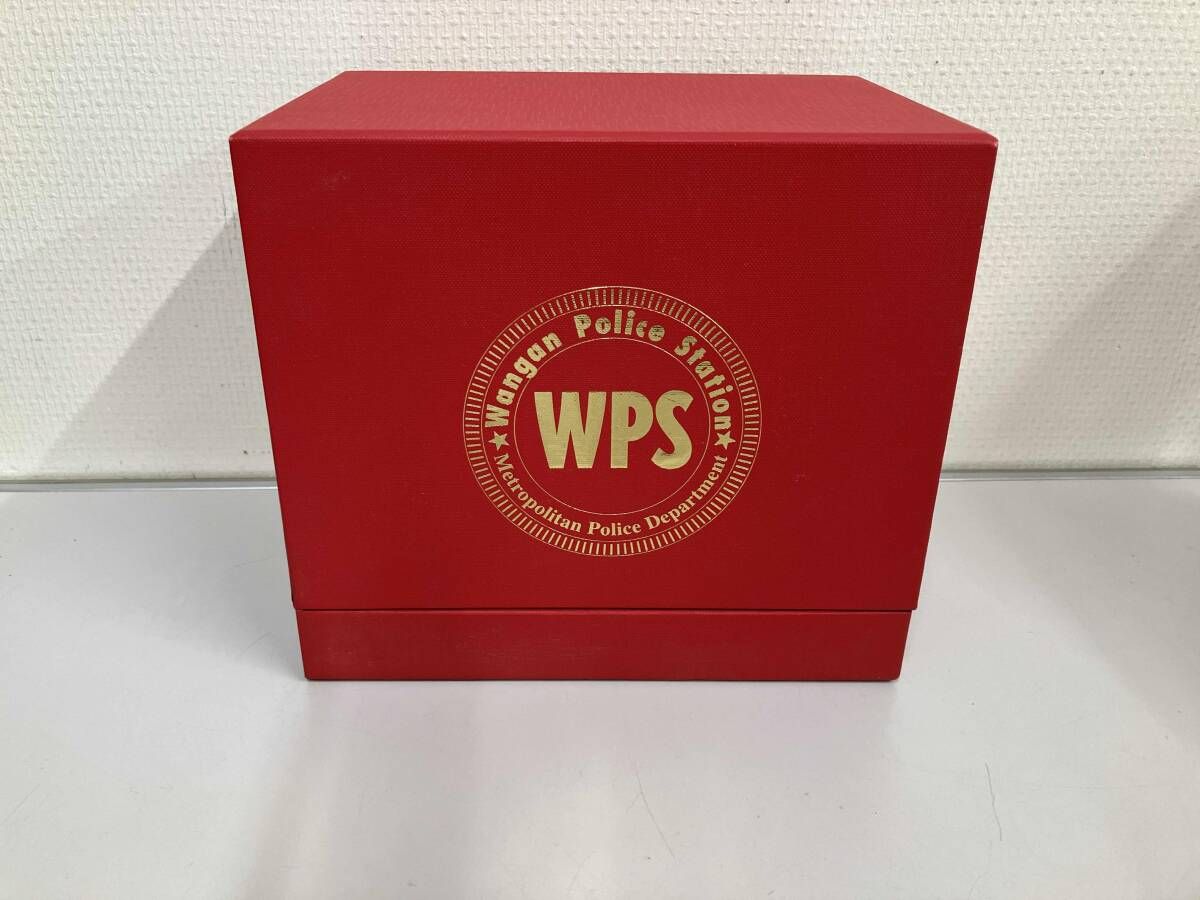 ★ Wangan Police Station ★
WPS
Metropolitan Police Department